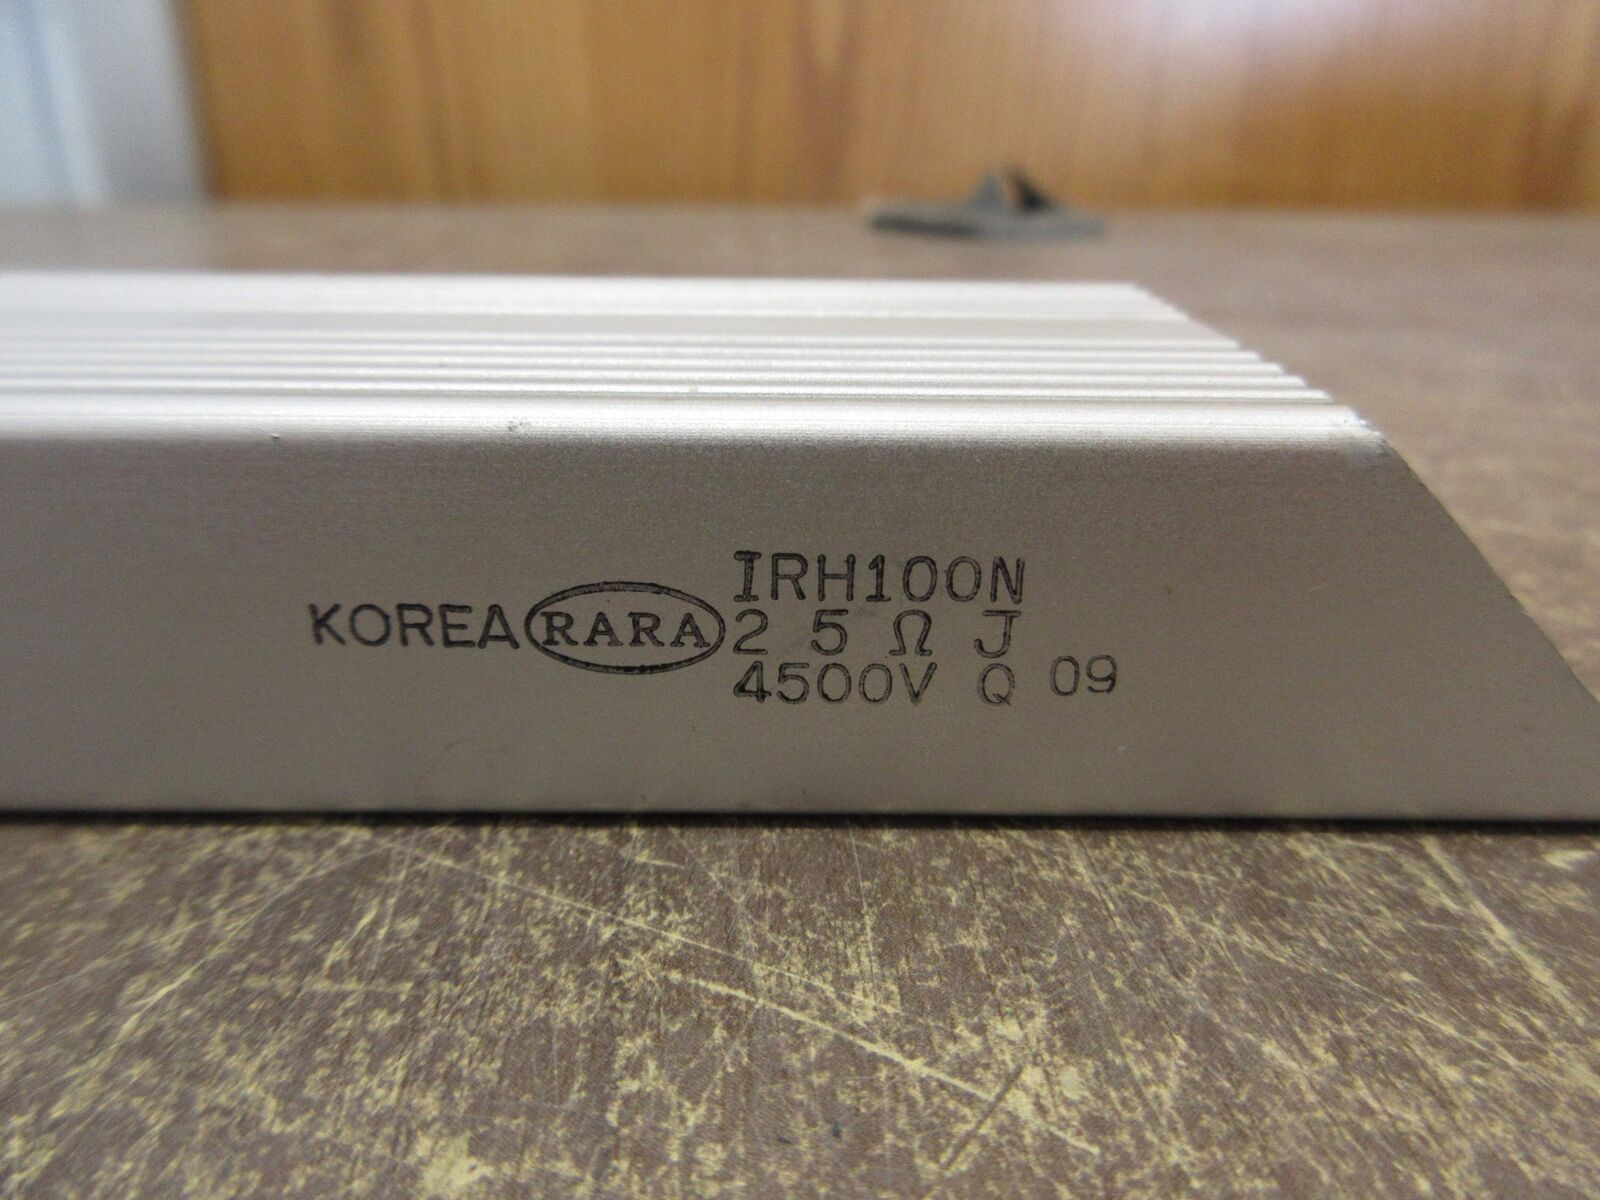 KOREA RARA
IRH100N
2 5 Ω J
4500V Q 09